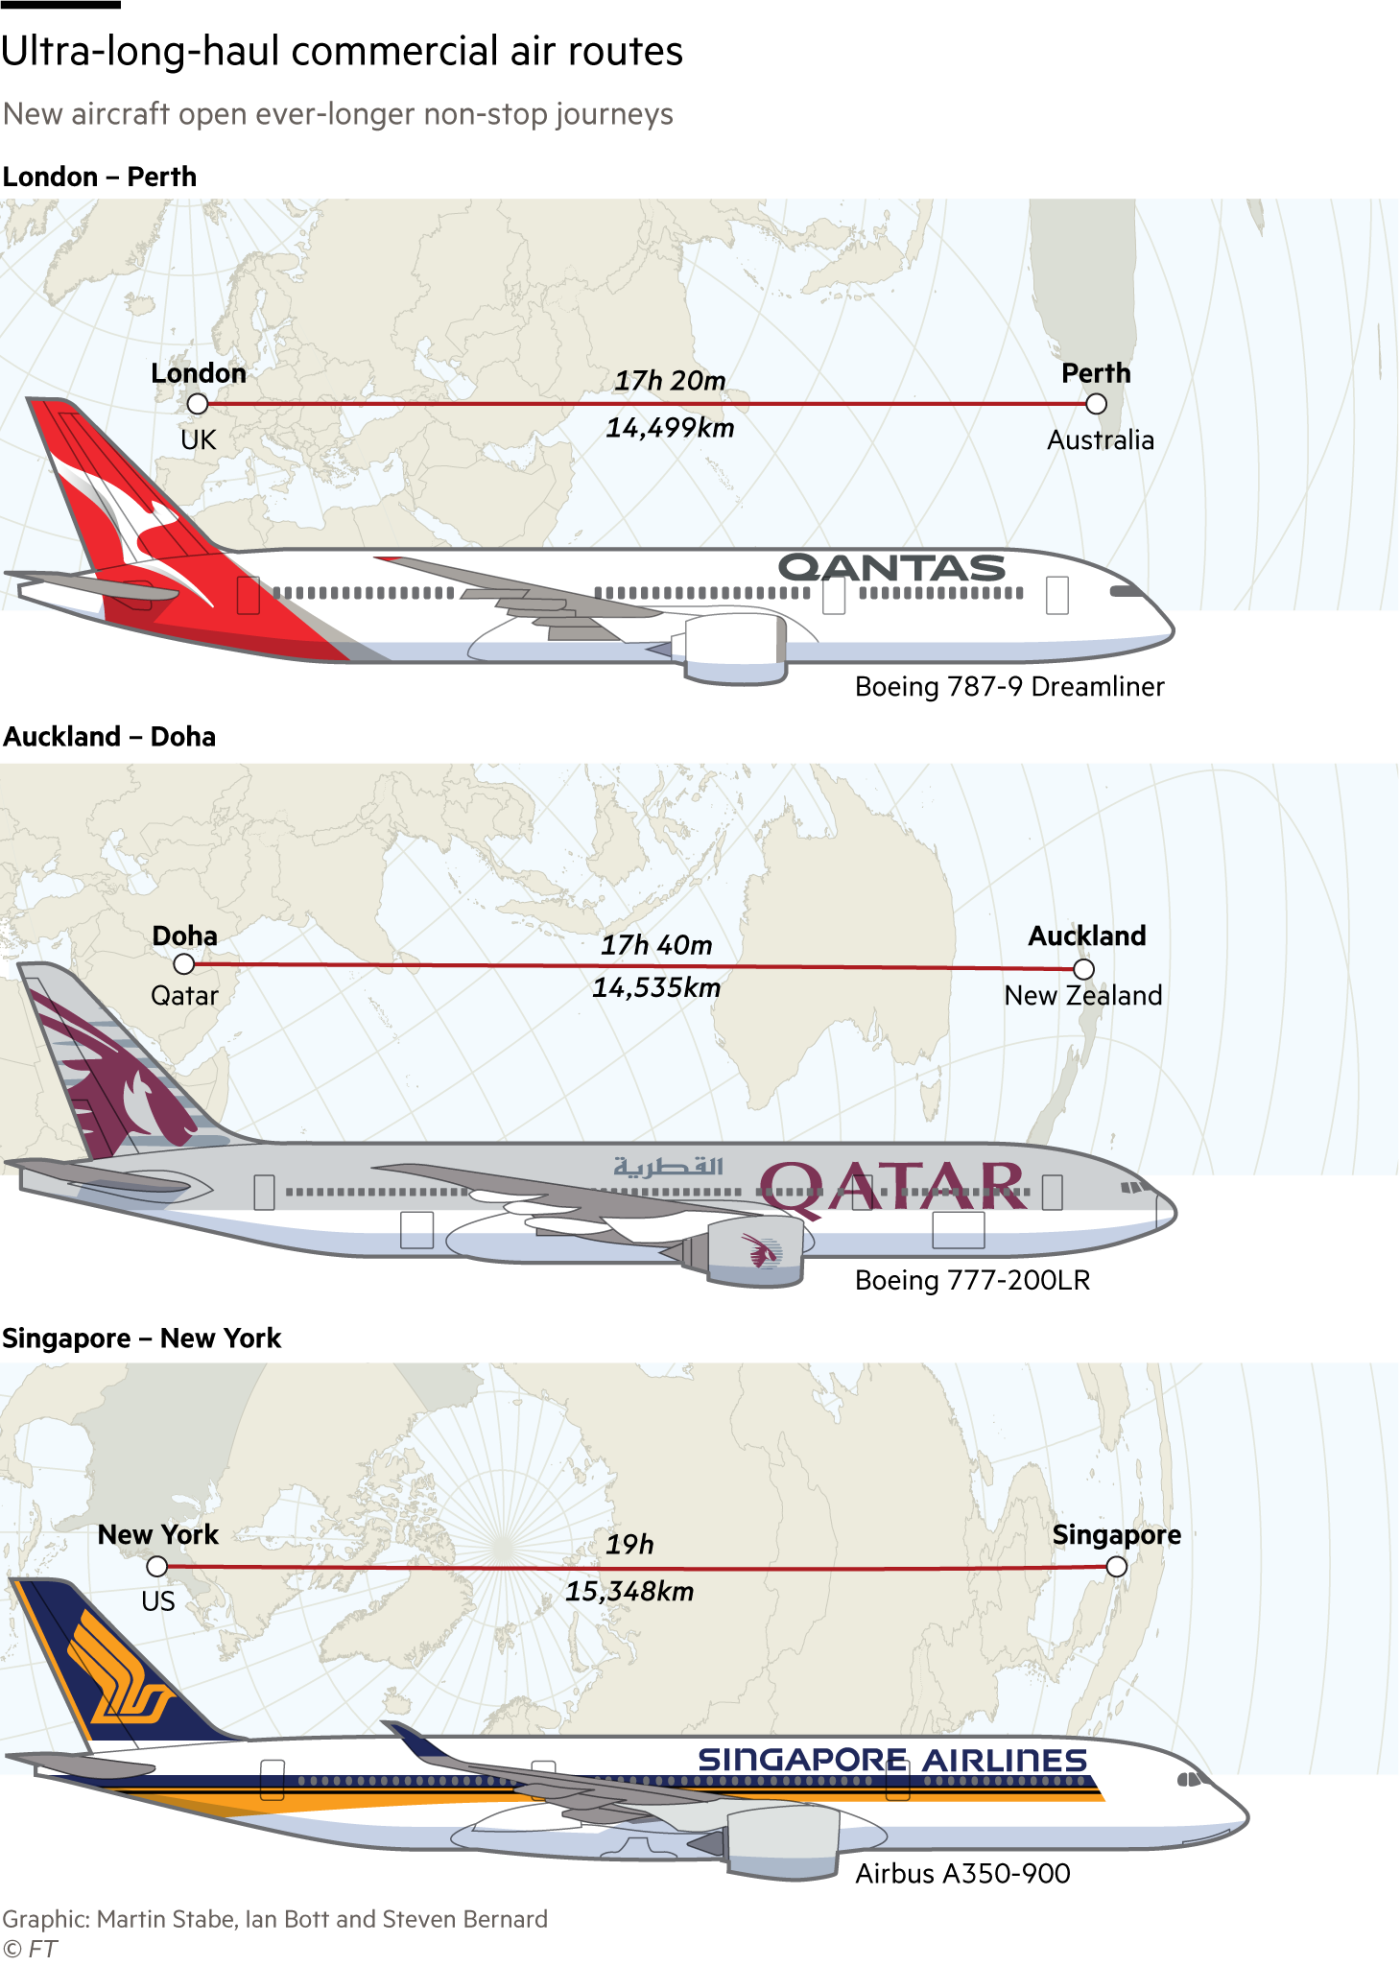 Ultra-long-haul commercial air routes
New aircraft open ever-longer non-stop journeys
London – Perth
London
17h 20m
Perth
UK
14,499km
Australia
QANTAS
Boeing 787-9 Dreamliner
Auckland – Doha
Doha
17h 40m
Auckland
Qatar
14,535km
New Zealand
القطرية
QATAR
Boeing 777-200LR
Singapore – New York
New York
19h
Singapore
US
15,348km
SINGAPORE AIRLINES
Airbus A350-900
Graphic: Martin Stabe, Ian Bott and Steven Bernard
© FT